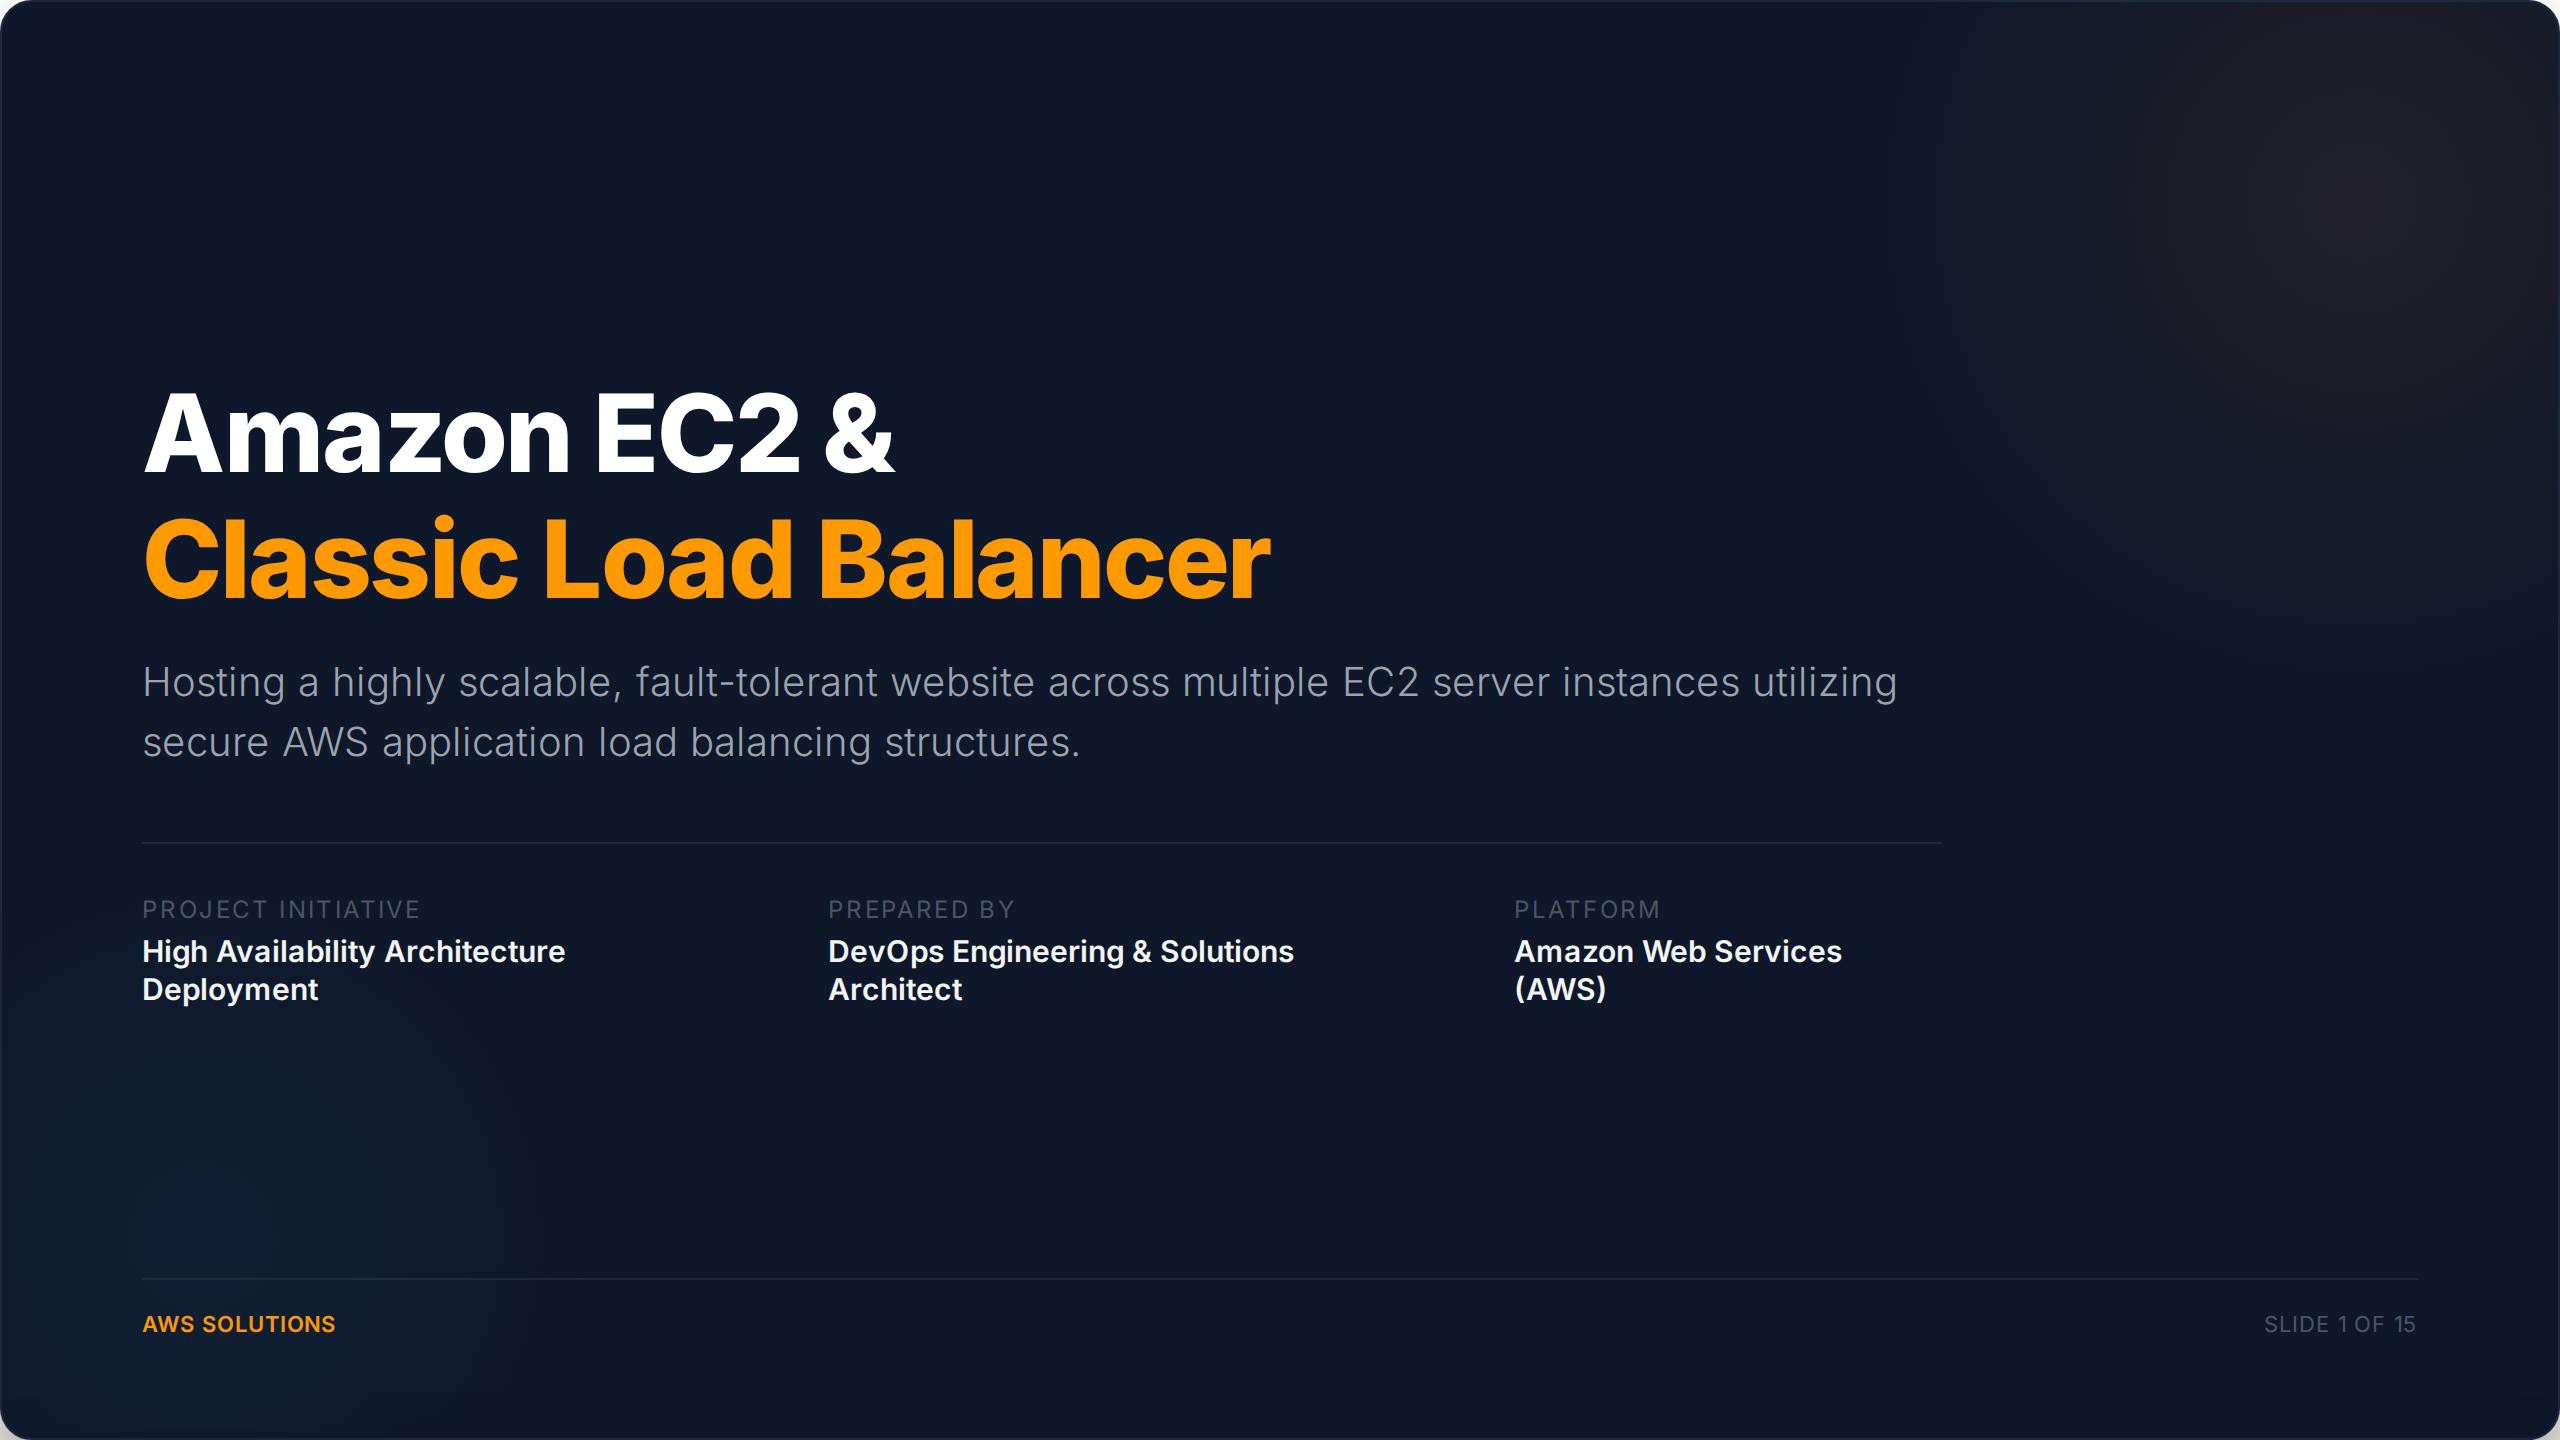 Amazon EC2 &
Classic Load Balancer
Hosting a highly scalable, fault-tolerant website across multiple EC2 server instances utilizing
secure AWS application load balancing structures.
PROJECT INITIATIVE
High Availability Architecture
Deployment
PREPARED BY
DevOps Engineering & Solutions
Architect
PLATFORM
Amazon Web Services
(AWS)
AWS SOLUTIONS
SLIDE 1 OF 15